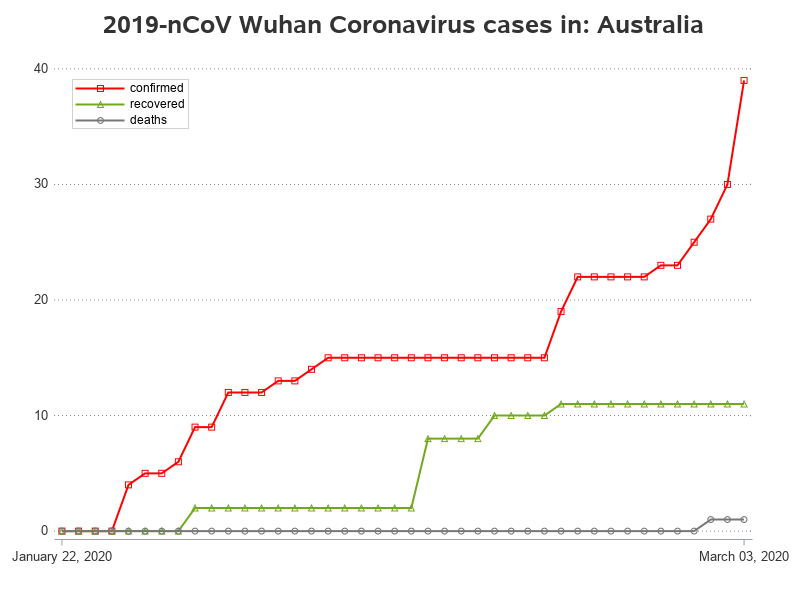 2019-nCoV Wuhan Coronavirus cases in: Australia
40
confirmed
recovered
deaths
30
20
10
0
January 22, 2020
March 03, 2020